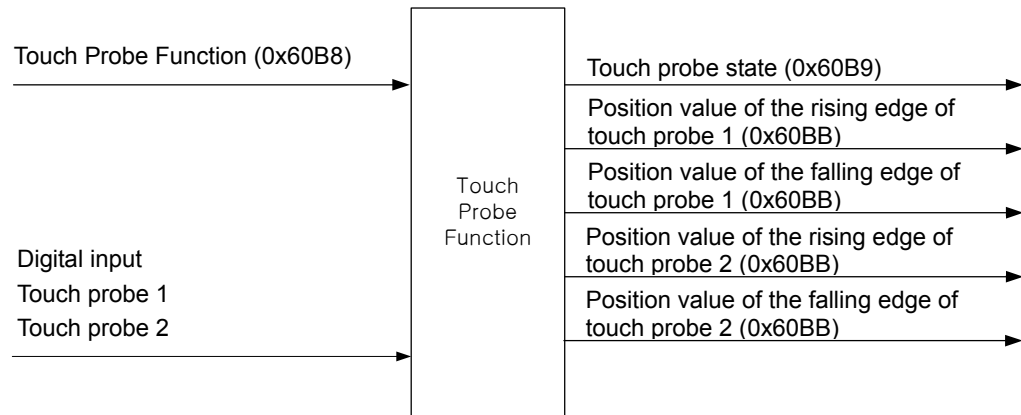 Touch Probe Function (0x60B8)
Digital input
Touch probe 1
Touch probe 2
Touch
Probe
Function
Touch probe state (0x60B9)
Position value of the rising edge of
touch probe 1 (0x60BB)
Position value of the falling edge of
touch probe 1 (0x60BB)
Position value of the rising edge of
touch probe 2 (0x60BB)
Position value of the falling edge of
touch probe 2 (0x60BB)